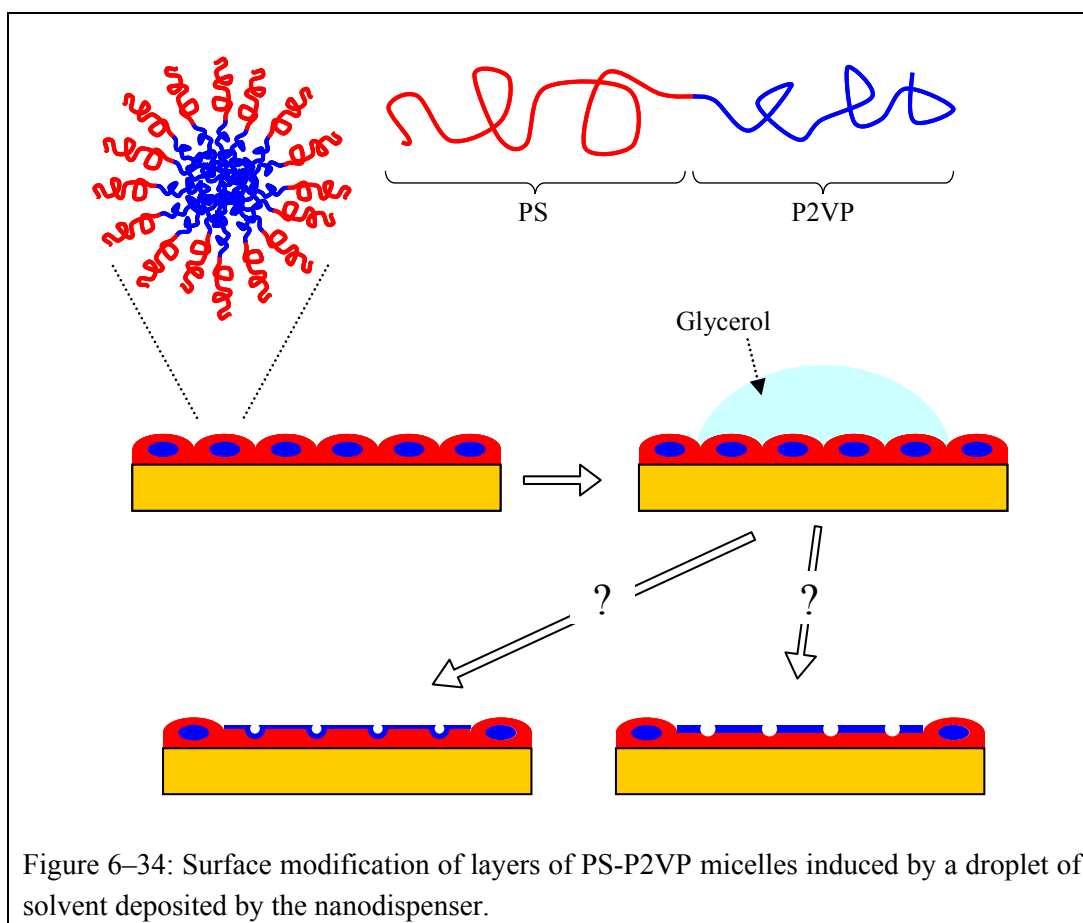 PS
P2VP
Glycerol
?
?
Figure 6–34: Surface modification of layers of PS-P2VP micelles induced by a droplet of
solvent deposited by the nanodispenser.